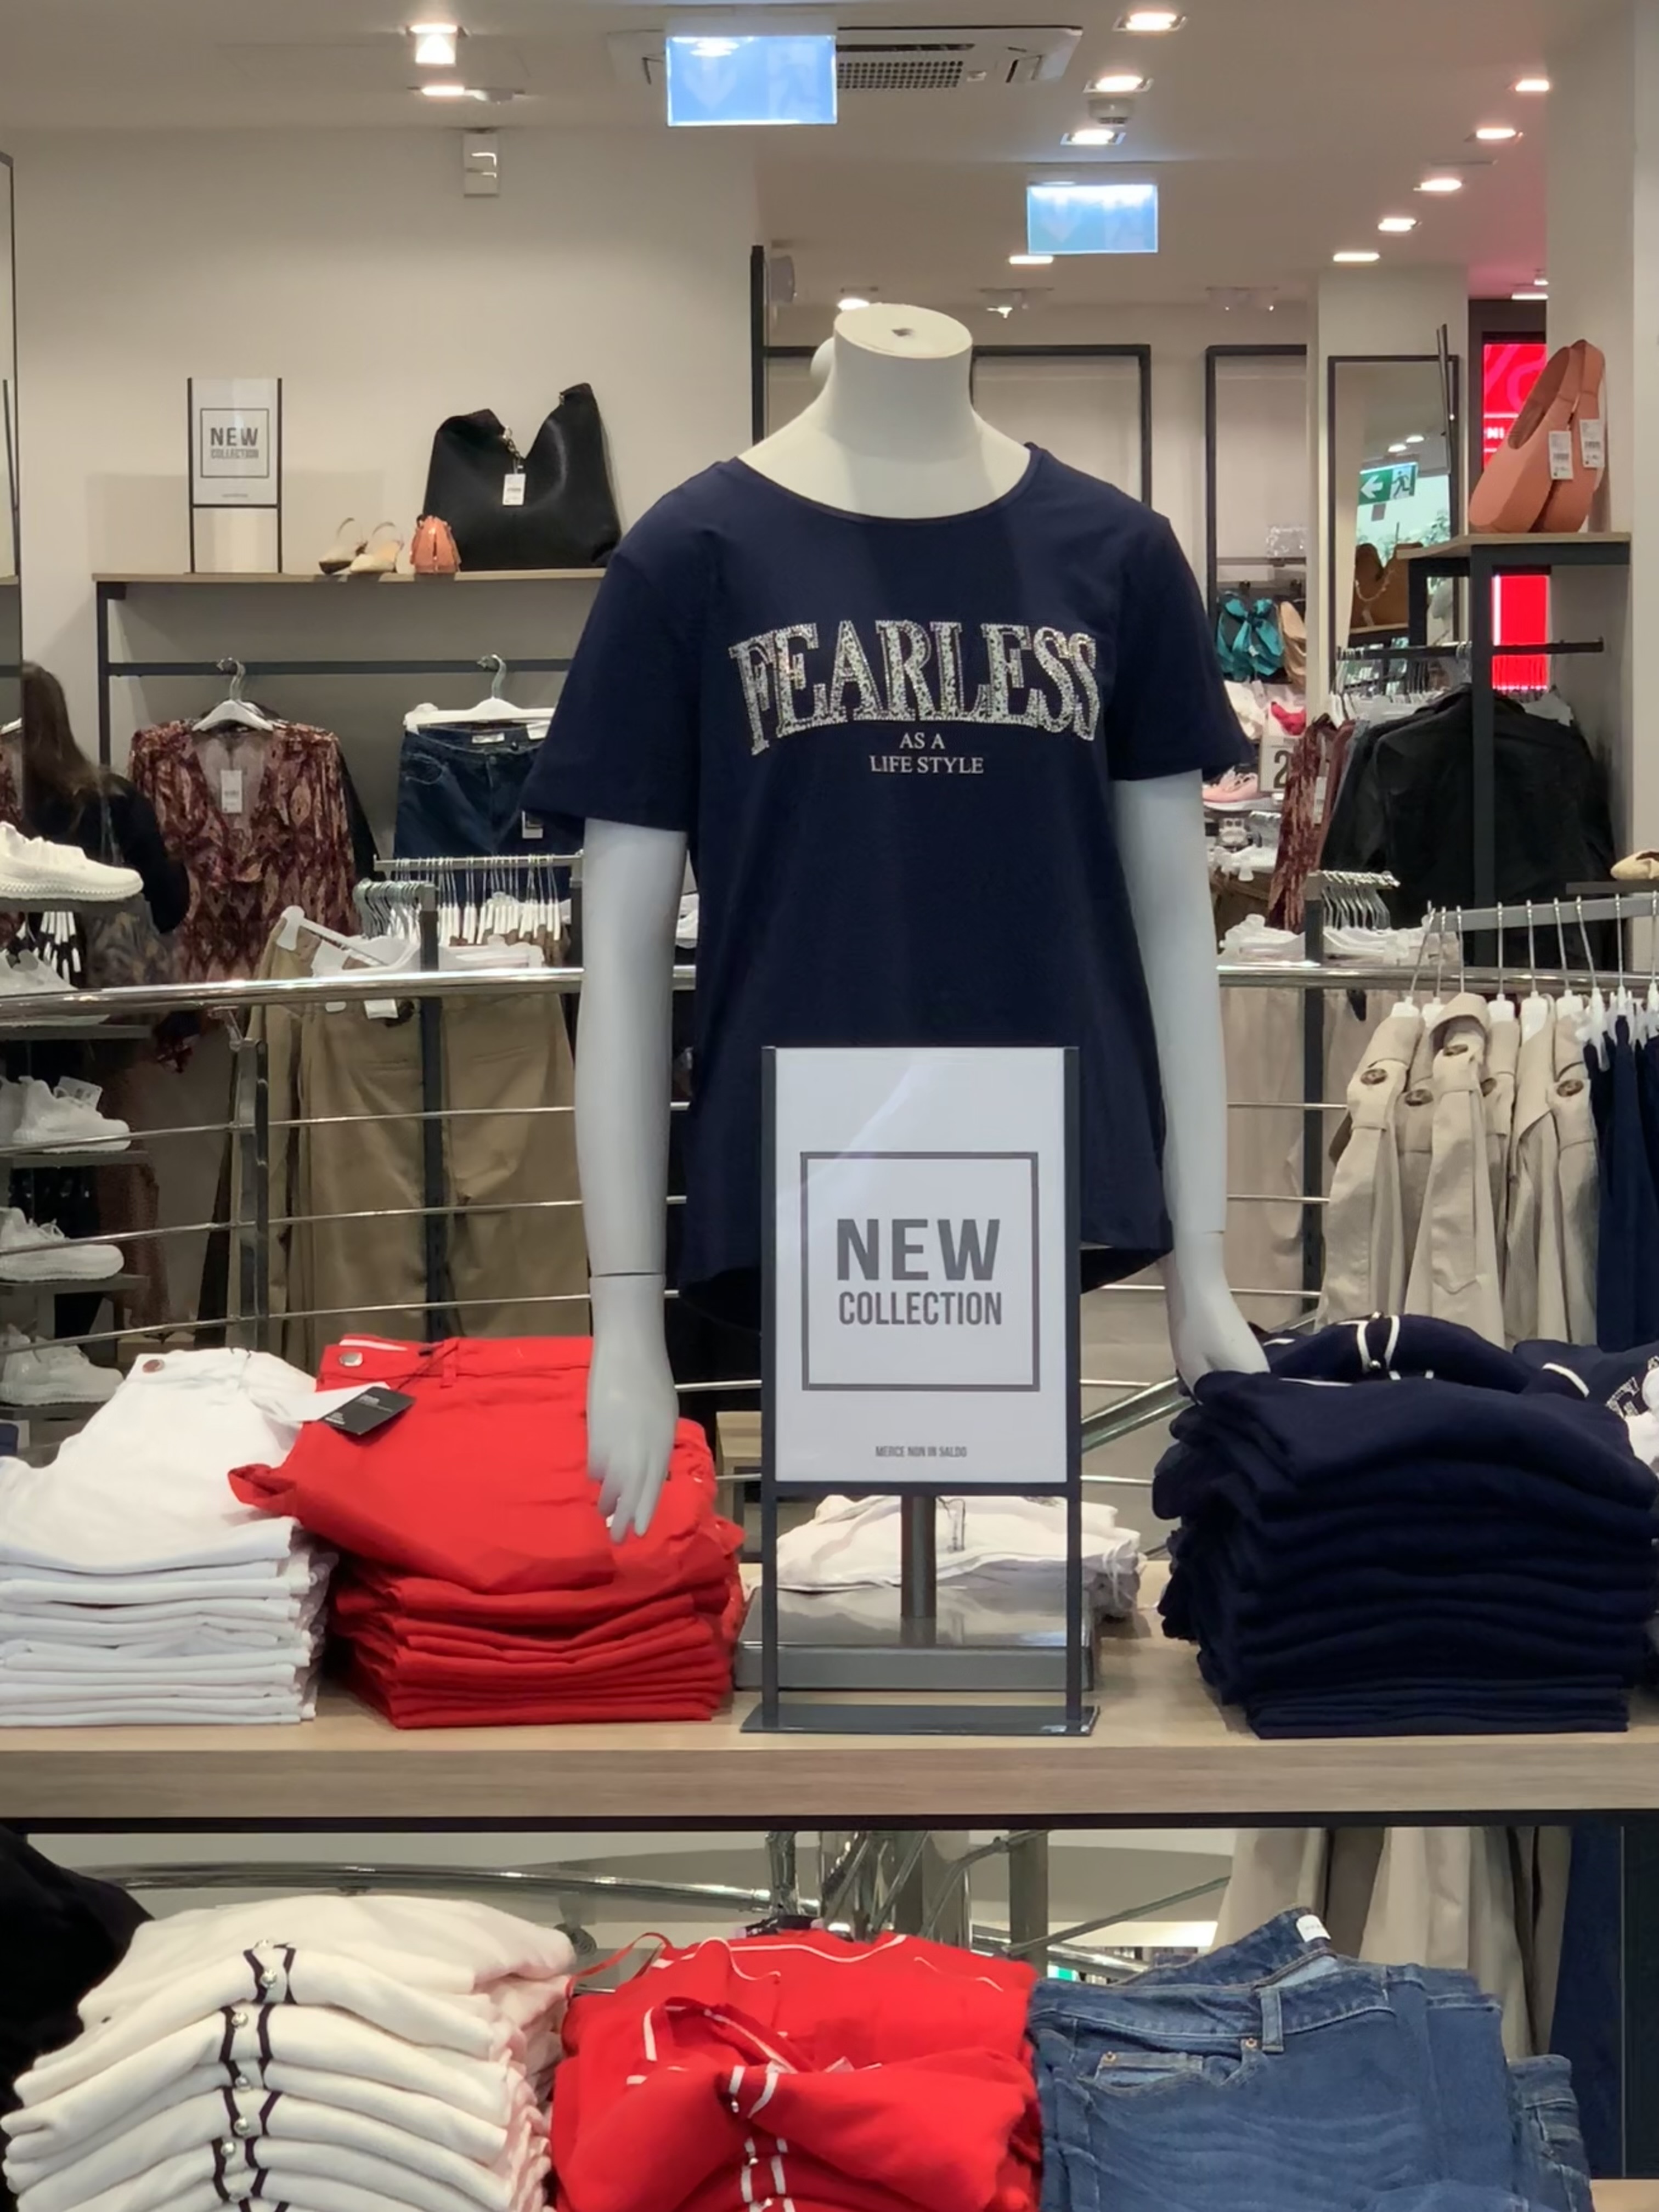 NEW
COLLECTION
FEARLESS
AS A
LIFE STYLE
NEW
COLLECTION
MERCE NON IN SALDO